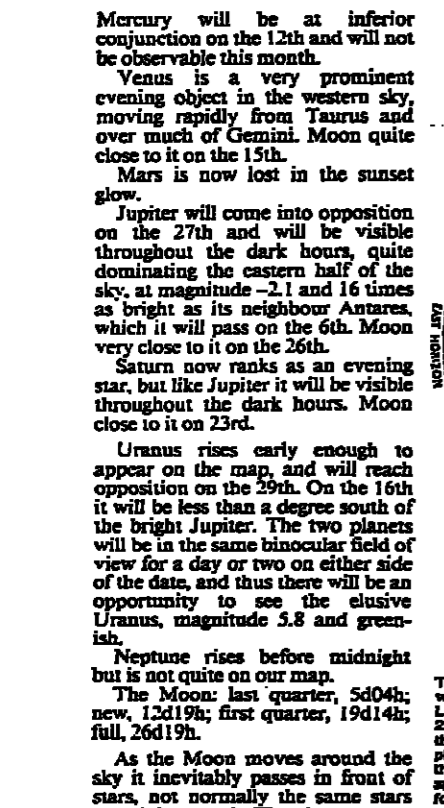 Mercury will be at inferior
conjunction on the 12th and will not
be observable this month.
Venus is a very prominent
evening object in the western sky,
moving rapidly from Taurus and
over much of Gemini. Moon quite
close to it on the 15th.
Mars is now lost in the sunset
glow.
Jupiter will come into opposition
on the 27th and will be visible
throughout the dark hours, quite
dominating the eastern half of the
sky, at magnitude –2.1 and 16 times
as bright as its neighbour Antares,
which it will pass on the 6th. Moon
very close to it on the 26th.
Saturn now ranks as an evening
star, but like Jupiter it will be visible
throughout the dark hours. Moon
close to it on 23rd.
Uranus rises early enough to
appear on the map, and will reach
opposition on the 29th. On the 16th
it will be less than a degree south of
the bright Jupiter. The two planets
will be in the same binocular field of
view for a day or two on either side
of the date, and thus there will be an
opportunity to see the elusive
Uranus, magnitude 5.8 and green-
ish.
Neptune rises before midnight
but is not quite on our map.
The Moon: last quarter, 5d04h;
new, 12d19h; first quarter, 19d14h;
full, 26d19h.
As the Moon moves around the
sky it inevitably passes in front of
stars, not normally the same stars
EAST HORIZON